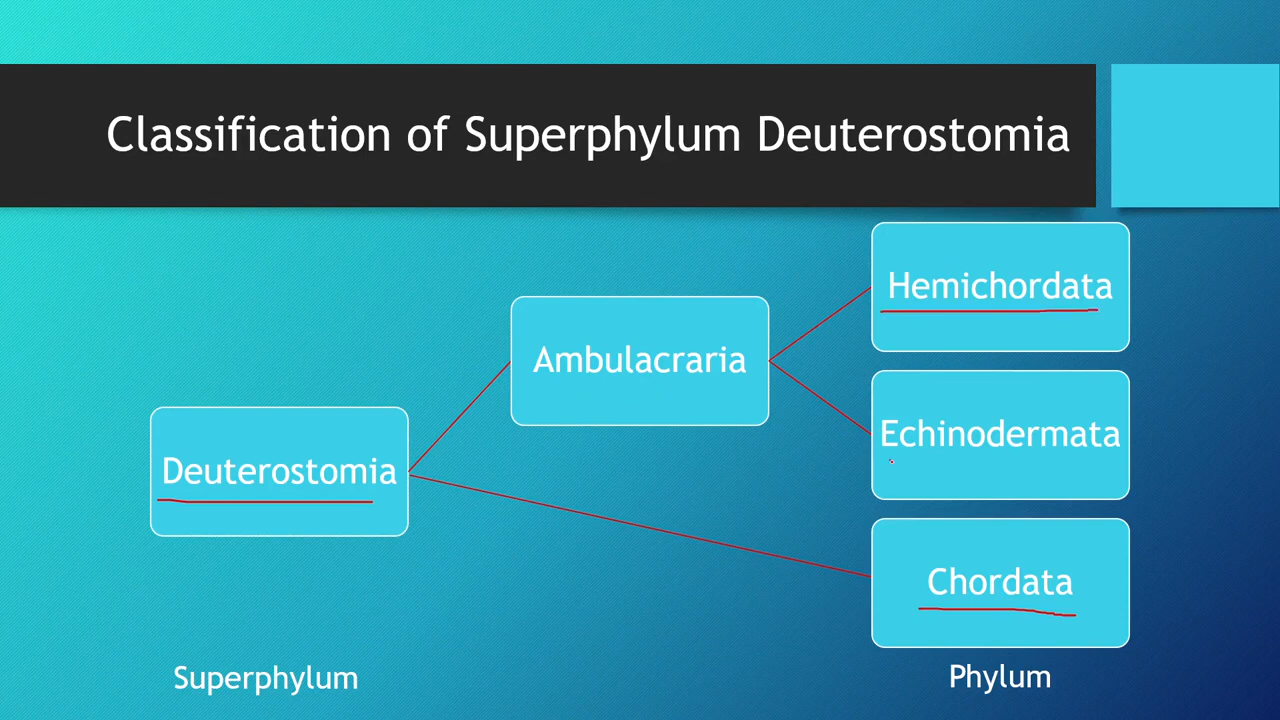 Classification of Superphylum Deuterostomia
Hemichordata
Ambulacraria
Echinodermata
Deuterostomia
Chordata
Superphylum
Phylum